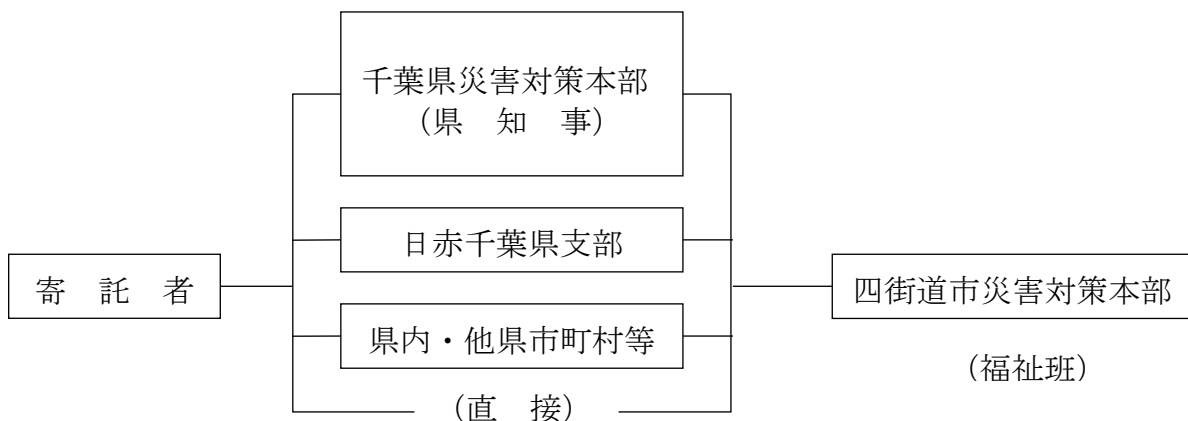 千葉県災害対策本部
（県　知　事）
日赤千葉県支部
寄　託　者
四街道市災害対策本部
県内・他県市町村等
（福祉班）
（直　接）